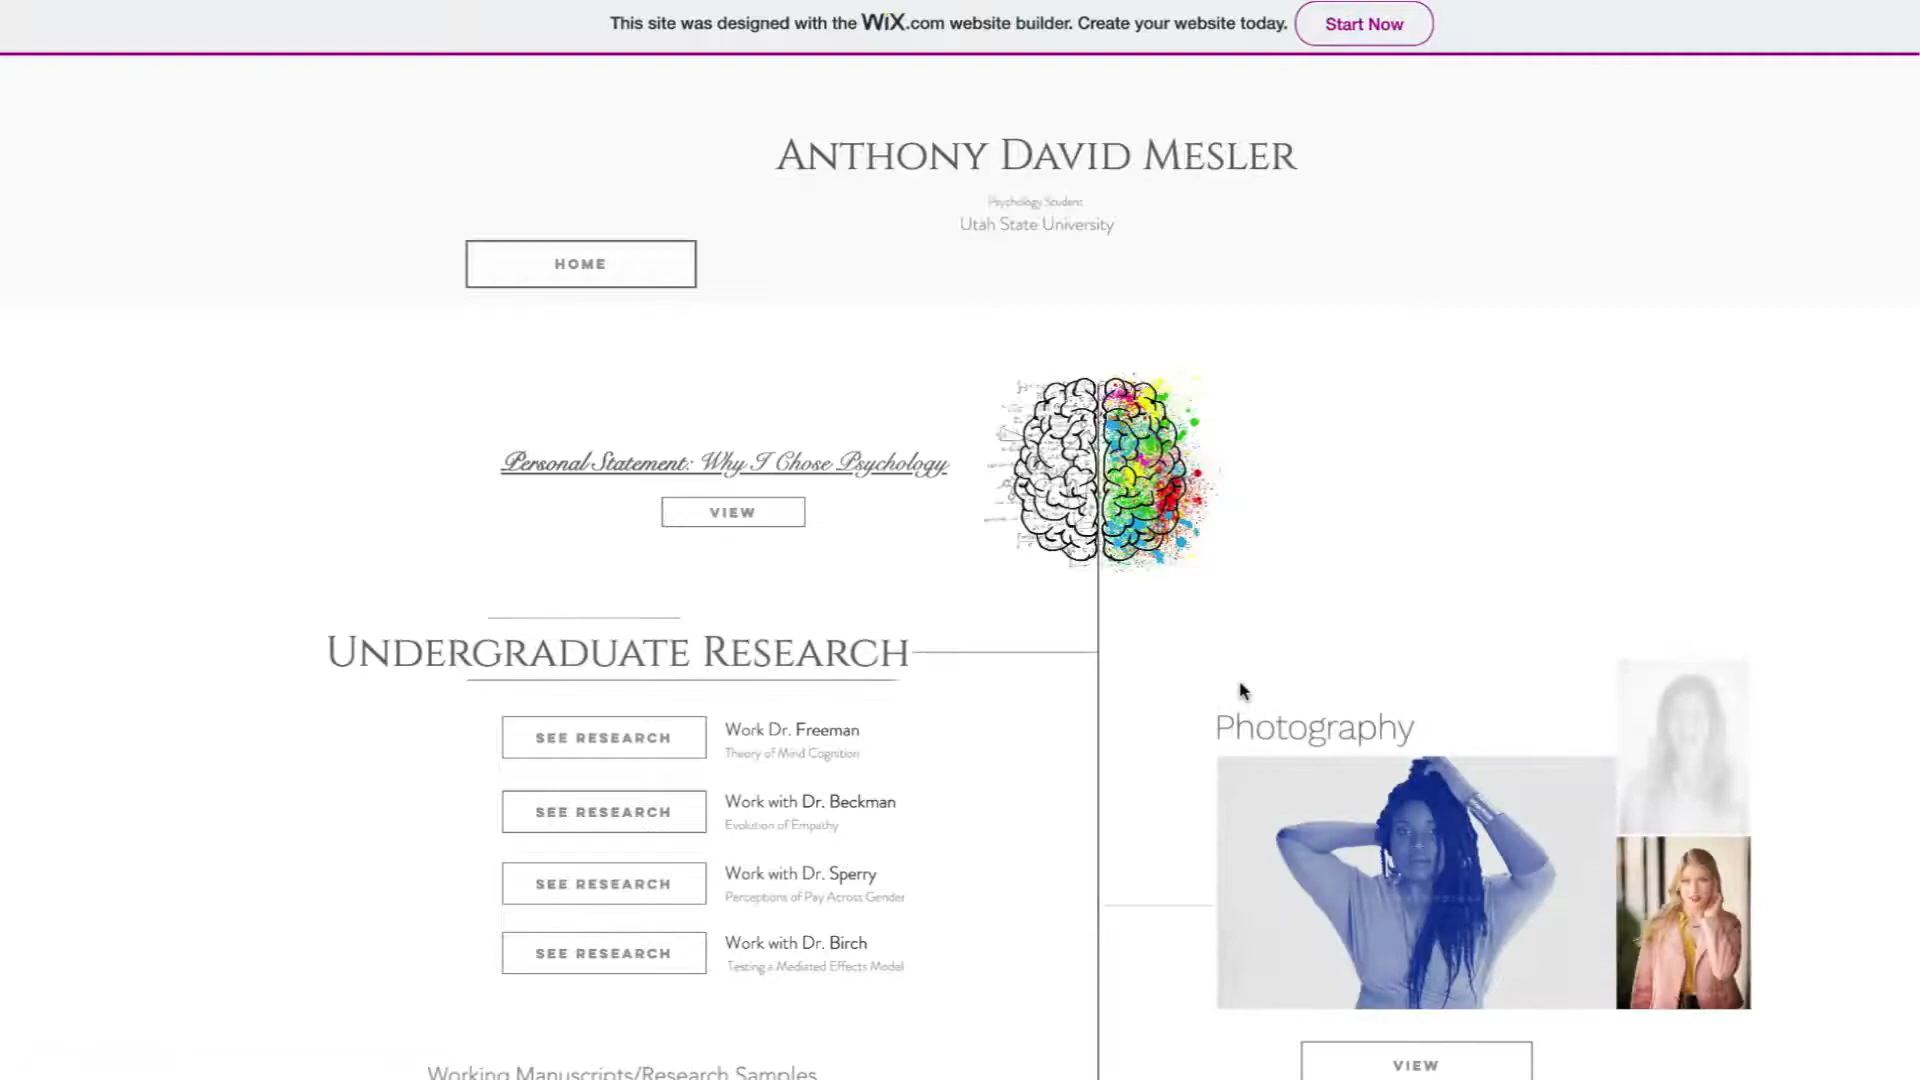 This site was designed with the WiX.com website builder. Create your website today. Start Now
Anthony David Mesler
Psychology Student
Utah State University
HOME
Personal Statement: Why I Chose Psychology
VIEW
Undergraduate Research
SEE RESEARCH Work Dr. Freeman
Theory of Mind Cognition
SEE RESEARCH Work with Dr. Beckman
Evolution of Empathy
SEE RESEARCH Work with Dr. Sperry
Perceptions of Pay Across Gender
SEE RESEARCH Work with Dr. Birch
Testing a Mediated Effects Model
Working Manuscripts/Research Samples
Photography
VIEW